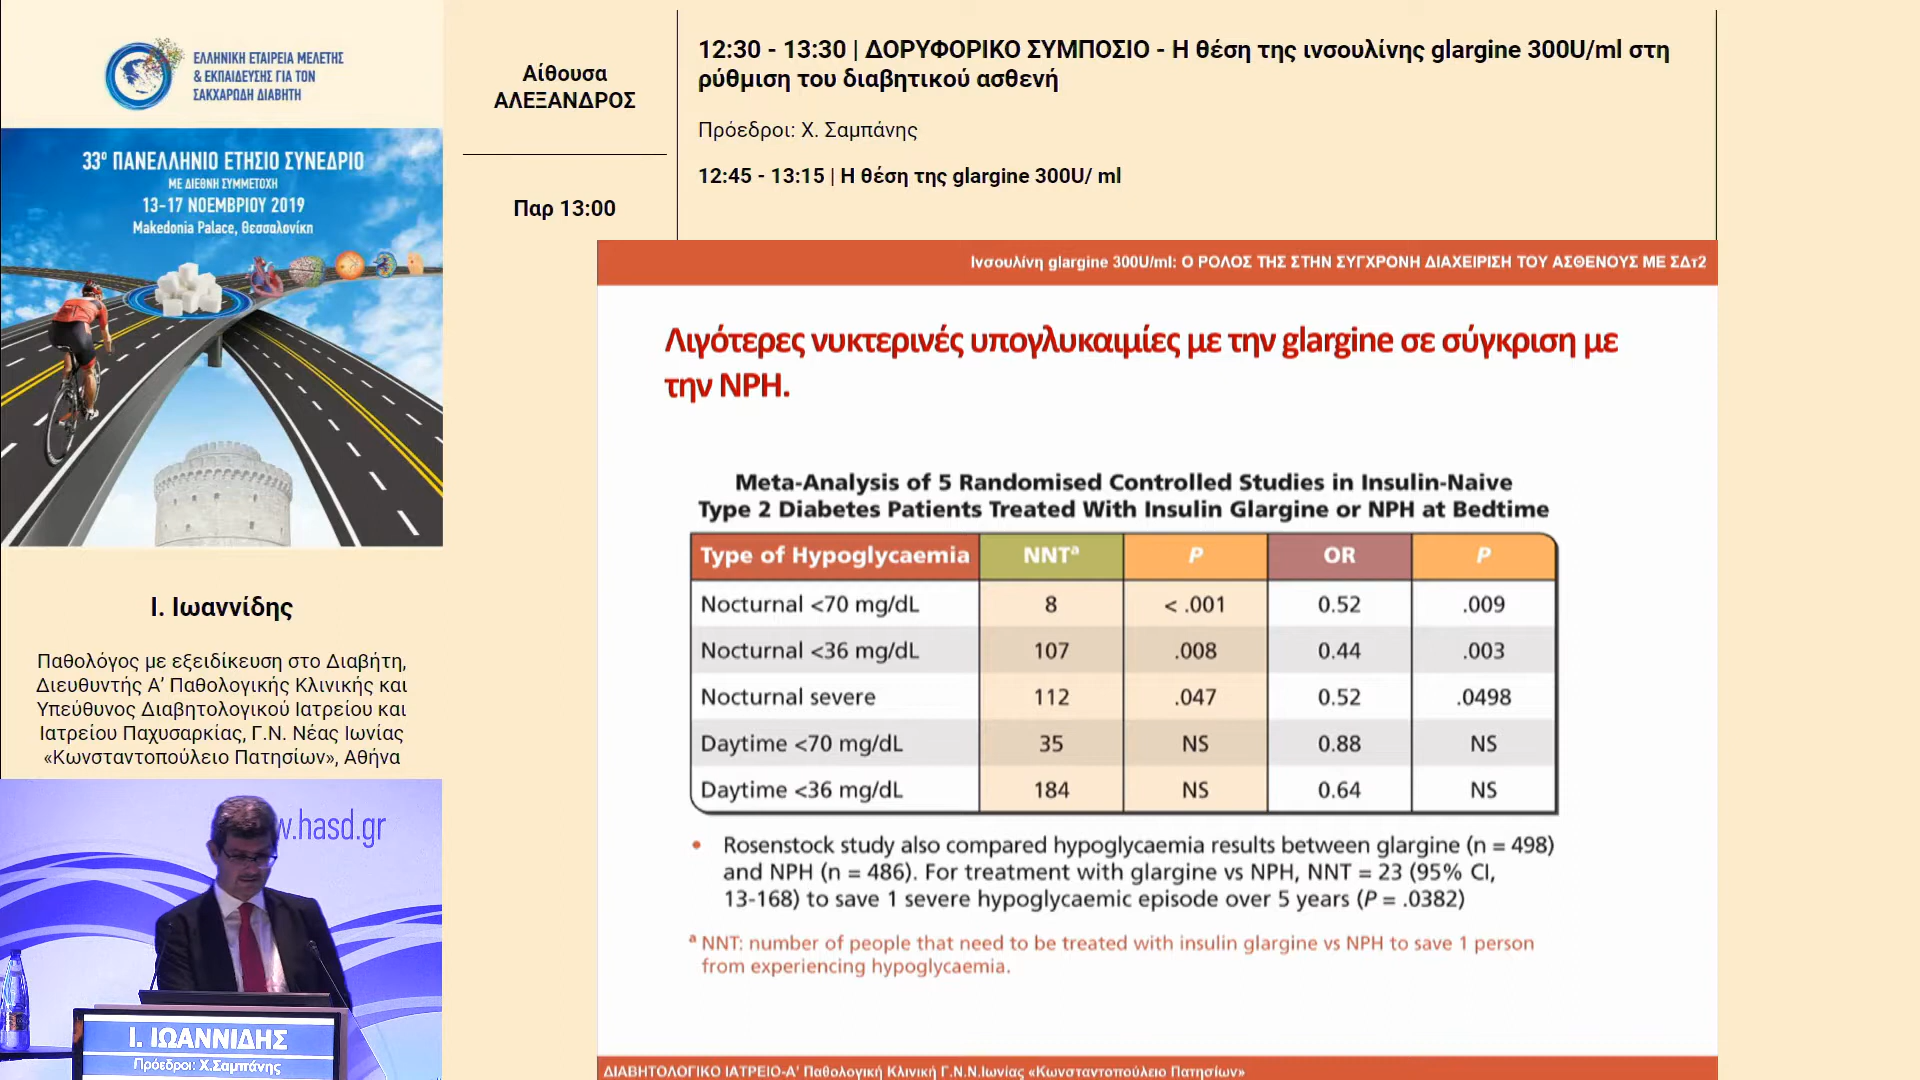 ΕΛΛΗΝΙΚΗ ΕΤΑΙΡΕΙΑ ΜΕΛΕΤΗΣ
& ΕΚΠΑΙΔΕΥΣΗΣ ΓΙΑ ΤΟΝ
ΣΑΚΧΑΡΩΔΗ ΔΙΑΒΗΤΗ
33ο ΠΑΝΕΛΛΗΝΙΟ ΕΤΗΣΙΟ ΣΥΝΕΔΡΙΟ
ΜΕ ΔΙΕΘΝΗ ΣΥΜΜΕΤΟΧΗ
13-17 ΝΟΕΜΒΡΙΟΥ 2019
Makedonia Palace, Θεσσαλονίκη
Ι. Ιωαννίδης
Παθολόγος με εξειδίκευση στο Διαβήτη,
Διευθυντής Α’ Παθολογικής Κλινικής και
Υπεύθυνος Διαβητολογικού Ιατρείου και
Ιατρείου Παχυσαρκίας, Γ.Ν. Νέας Ιωνίας
«Κωνσταντοπούλειο Πατησίων», Αθήνα
w.hasd.gr
Ι. ΙΩΑΝΝΙΔΗΣ
Πρόεδροι: Χ.Σαμπάνης
Αίθουσα
ΑΛΕΞΑΝΔΡΟΣ
Παρ 13:00
12:30 - 13:30 | ΔΟΡΥΦΟΡΙΚΟ ΣΥΜΠΟΣΙΟ - Η θέση της ινσουλίνης glargine 300U/ml στη
ρύθμιση του διαβητικού ασθενή
Πρόεδροι: Χ. Σαμπάνης
12:45 - 13:15 | Η θέση της glargine 300U/ ml
Ινσουλίνη glargine 300U/ml: Ο ΡΟΛΟΣ ΤΗΣ ΣΤΗΝ ΣΥΓΧΡΟΝΗ ΔΙΑΧΕΙΡΙΣΗ ΤΟΥ ΑΣΘΕΝΟΥΣ ΜΕ ΣΔτ2
Λιγότερες νυκτερινές υπογλυκαιμίες με την glargine σε σύγκριση με
την NPH.
Meta-Analysis of 5 Randomised Controlled Studies in Insulin-Naive
Type 2 Diabetes Patients Treated With Insulin Glargine or NPH at Bedtime
Type of Hypoglycaemia NNTa P OR P
Nocturnal <70 mg/dL 8 < .001 0.52 .009
Nocturnal <36 mg/dL 107 .008 0.44 .003
Nocturnal severe 112 .047 0.52 .0498
Daytime <70 mg/dL 35 NS 0.88 NS
Daytime <36 mg/dL 184 NS 0.64 NS
• Rosenstock study also compared hypoglycaemia results between glargine (n = 498)
and NPH (n = 486). For treatment with glargine vs NPH, NNT = 23 (95% CI,
13-168) to save 1 severe hypoglycaemic episode over 5 years (P = .0382)
a NNT: number of people that need to be treated with insulin glargine vs NPH to save 1 person
from experiencing hypoglycaemia.
ΔΙΑΒΗΤΟΛΟΓΙΚΟ ΙΑΤΡΕΙΟ-Α’ Παθολογική Κλινική Γ.Ν.Ν.Ιωνίας «Κωνσταντοπούλειο Πατησίων»